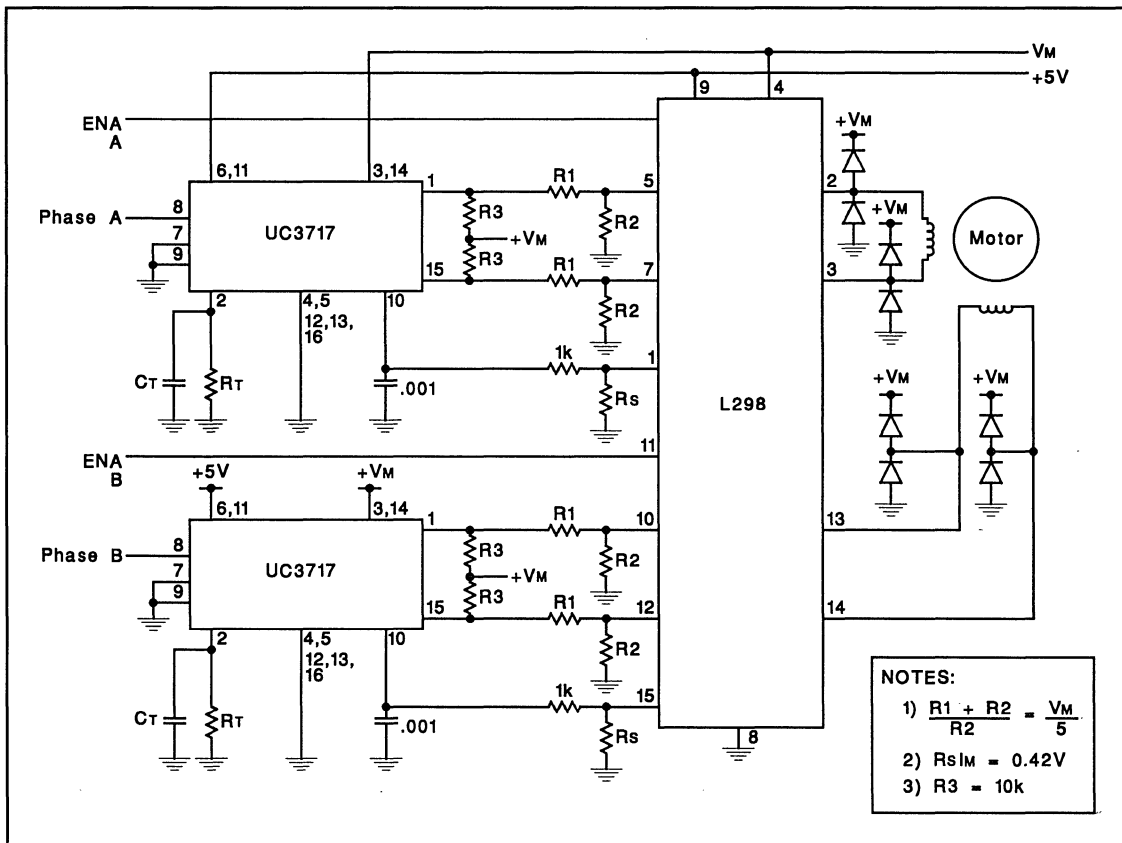 VM
+5V
9
4
ENA
A
+VM
6,11
3,14
1
R1
5
2
Phase A
8
R3
R2
+VM
7
UC3717
+VM
Motor
9
R3
15
R1
7
3
2
4,5
10
R2
12,13,
16
1k
1
CT
RT
.001
Rs
+VM
+VM
L298
11
ENA
B
+5V
+VM
6,11
3,14
1
R1
10
13
Phase B
8
R3
R2
7
UC3717
+VM
9
R3
15
R1
12
14
2
4,5
10
R2
12,13,
16
1k
15
CT
RT
.001
Rs
8
NOTES:
1) R1 + R2 / R2 = VM / 5
2) RsIM = 0.42V
3) R3 = 10k